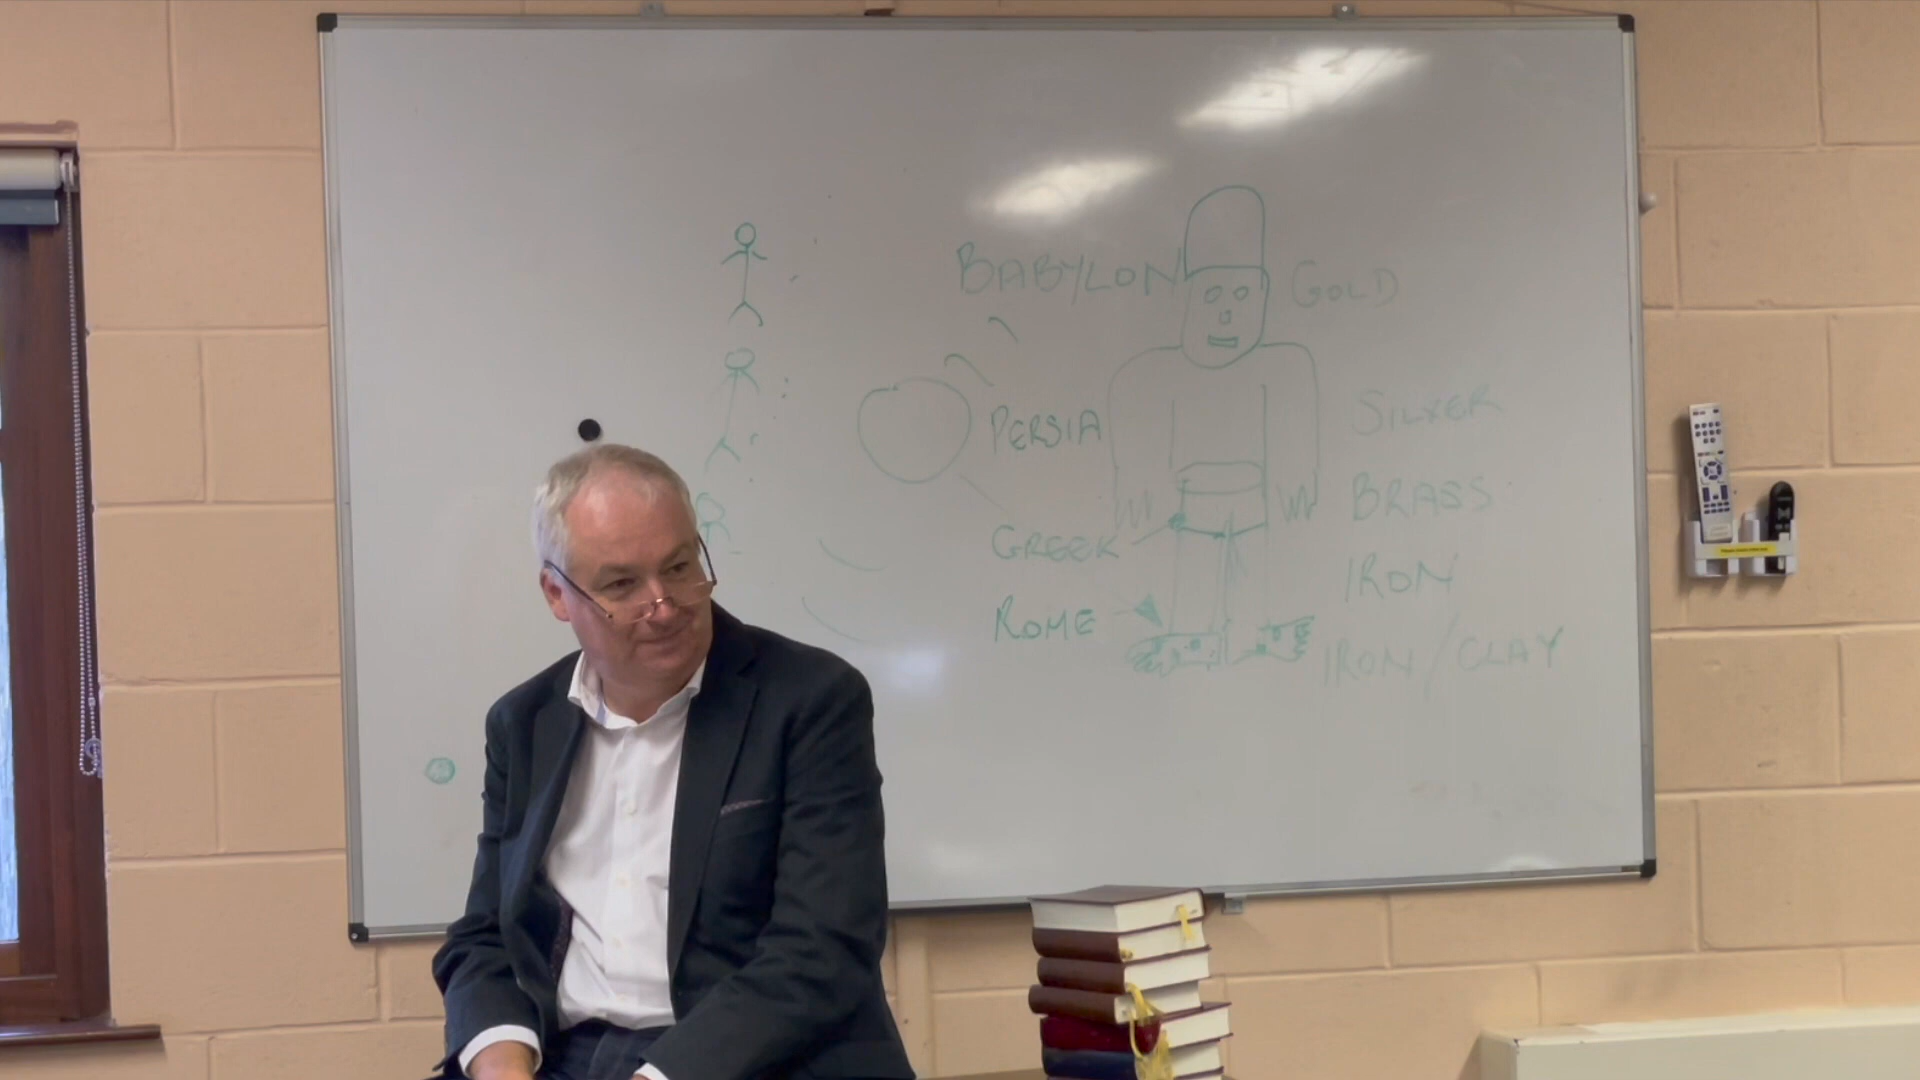 BABYLON GOLD
PERSIA SILVER
BRASS
GREEK IRON
ROME
IRON/CLAY